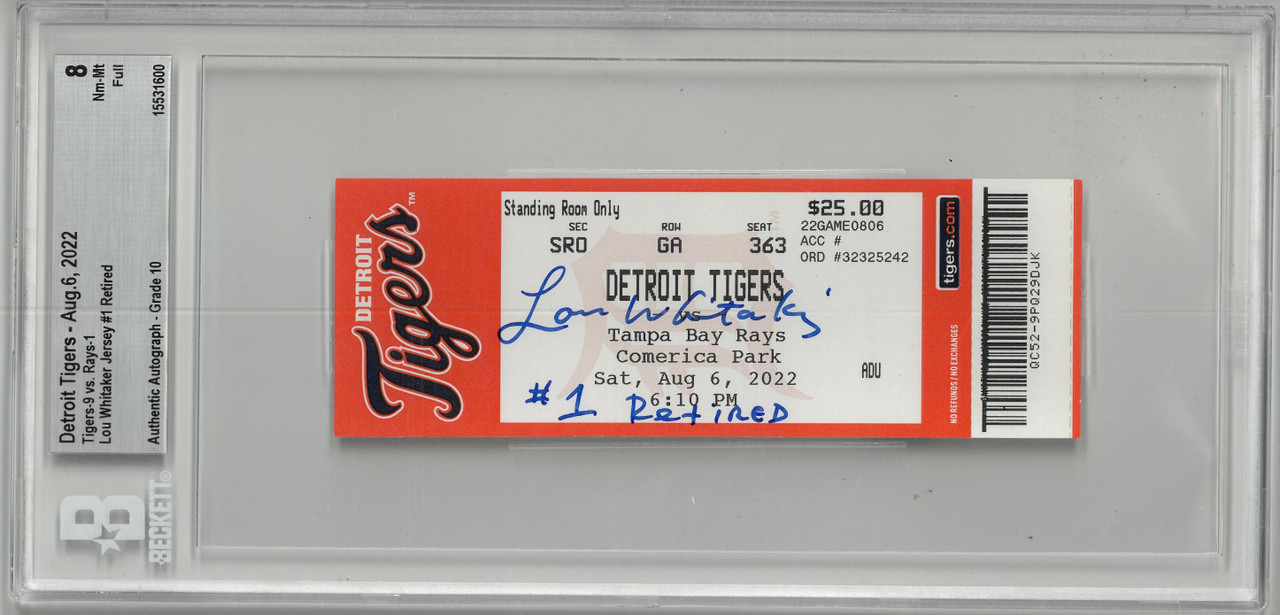 8
Nm-Mt
Full
15531600
Detroit Tigers - Aug.6, 2022
Tigers-9 vs. Rays-1
Lou Whitaker Jersey #1 Retired
Authentic Autograph - Grade 10
B
BECKETT®
DETROIT
Tigers™
Standing Room Only
SEC ROW SEAT
SRO GA 363
$25.00
22GAME0806
ACC #
ORD #32325242
DETROIT TIGERS
vs
Lou Whitaker
Tampa Bay Rays
Comerica Park
Sat, Aug 6, 2022
6:10 PM
#1 RetiRED
ADU
tigers.com
NO REFUNDS/NO EXCHANGES
QC52-9PQ29DJK